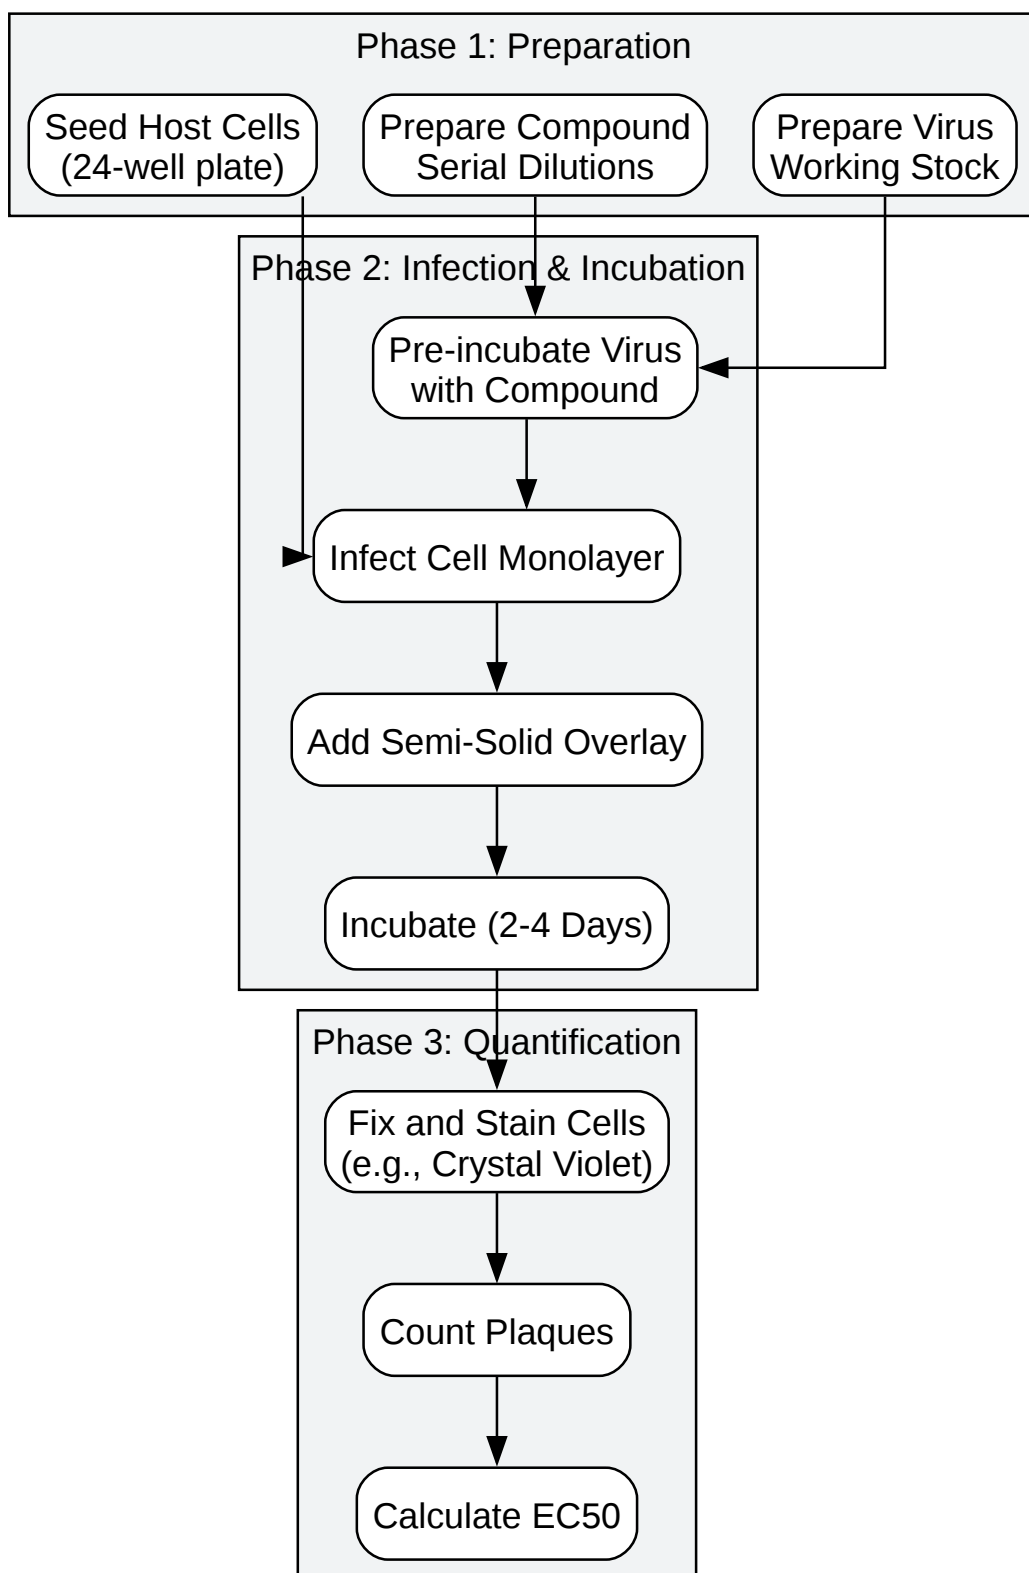 Phase 1: Preparation
Seed Host Cells
(24-well plate)
Prepare Compound
Serial Dilutions
Prepare Virus
Working Stock
Phase 2: Infection & Incubation
Pre-incubate Virus
with Compound
Infect Cell Monolayer
Add Semi-Solid Overlay
Incubate (2-4 Days)
Phase 3: Quantification
Fix and Stain Cells
(e.g., Crystal Violet)
Count Plaques
Calculate EC50